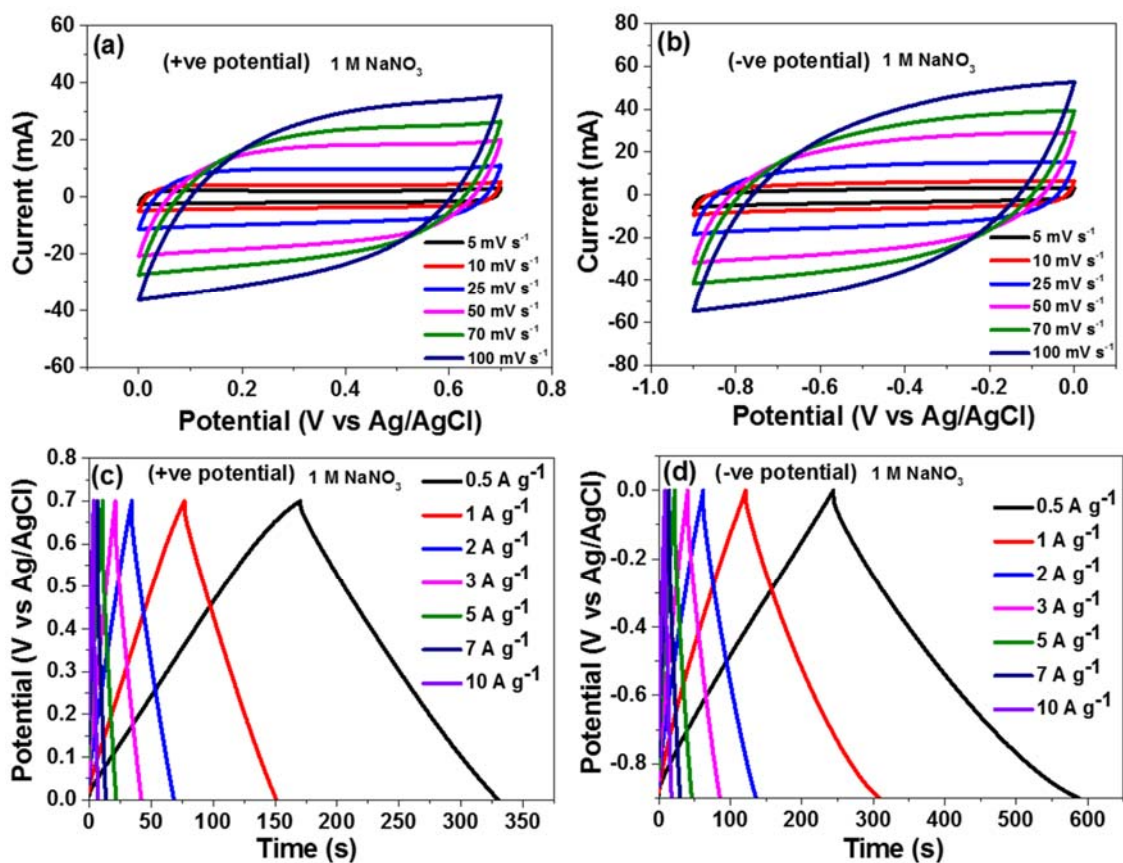 (a)
(+ve potential) 1 M NaNO₃
60
40
20
0
-20
-40
-60
Current (mA)
5 mV s⁻¹
10 mV s⁻¹
25 mV s⁻¹
50 mV s⁻¹
70 mV s⁻¹
100 mV s⁻¹
0.0 0.2 0.4 0.6 0.8
Potential (V vs Ag/AgCl)
(b)
(-ve potential) 1 M NaNO₃
80
60
40
20
0
-20
-40
-60
-80
Current (mA)
5 mV s⁻¹
10 mV s⁻¹
25 mV s⁻¹
50 mV s⁻¹
70 mV s⁻¹
100 mV s⁻¹
-1.0 -0.8 -0.6 -0.4 -0.2 0.0
Potential (V vs Ag/AgCl)
(c)
(+ve potential) 1 M NaNO₃
0.8
0.7
0.6
0.5
0.4
0.3
0.2
0.1
0.0
Potential (V vs Ag/AgCl)
0.5 A g⁻¹
1 A g⁻¹
2 A g⁻¹
3 A g⁻¹
5 A g⁻¹
7 A g⁻¹
10 A g⁻¹
0 50 100 150 200 250 300 350
Time (s)
(d)
(-ve potential) 1 M NaNO₃
0.0
-0.2
-0.4
-0.6
-0.8
Potential (V vs Ag/AgCl)
0.5 A g⁻¹
1 A g⁻¹
2 A g⁻¹
3 A g⁻¹
5 A g⁻¹
7 A g⁻¹
10 A g⁻¹
0 100 200 300 400 500 600
Time (s)